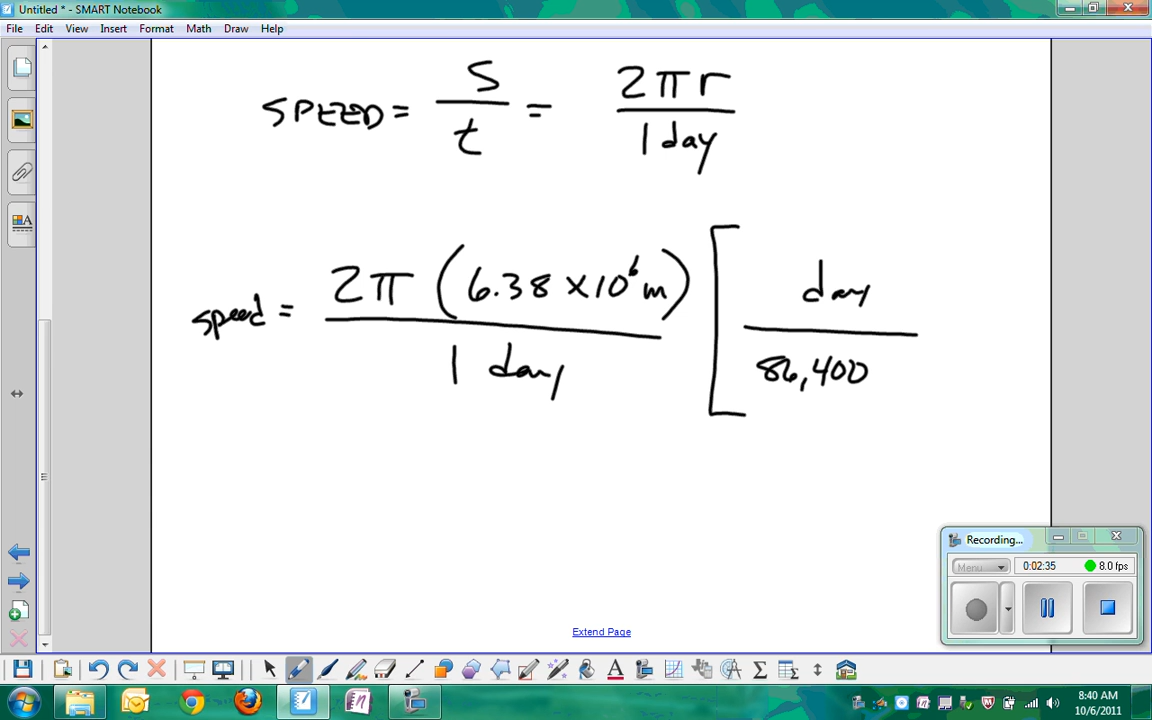 Untitled * - SMART Notebook
File Edit View Insert Format Math Draw Help
SPEED = s/t = 2πr/1 day
speed = 2π (6.38 x10⁶ m)/1 day [ day/86,400
Extend Page
Recording...
Menu 0:02:35 8.0 fps
8:40 AM
10/6/2011